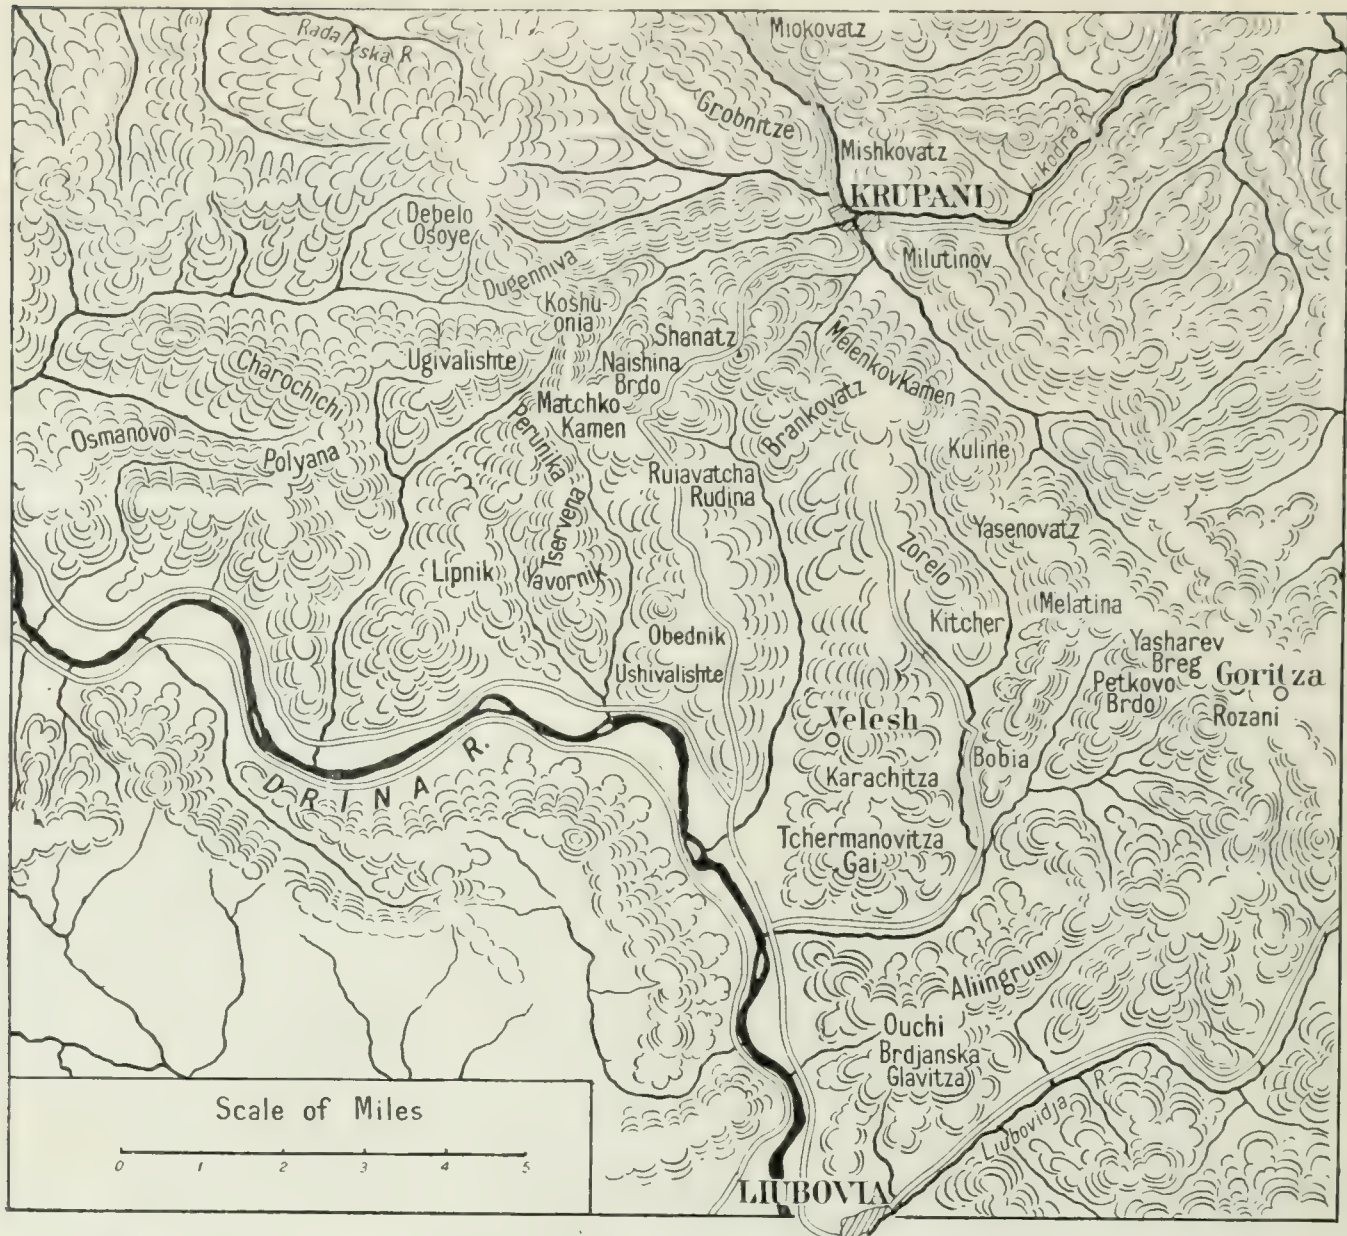 Radalyska R
Miokovatz
Grobnitze
Likodra R.
Mishkovatz
KRUPANI
Debelo
Osoye
Milutinov
Dugenniva
Koshu-
onia
Shanatz
Ugivalishte
Naishina
Brdo
Melenkov Kamen
Charochichi
Matchko
Kamen
Brankovatz
Perunika
Osmanovo
Polyana
Kuline
Ruiavatcha
Rudina
Tservena
Yasenovatz
Zorelo
Lipnik
Yavornik
Melatina
Kitcher
Obednik
Yasharev
Breg
Ushivalishte
Petkovo
Brdo
Goritza
Rozani
Velesh
DRINA R.
Bobia
Karachitza
Tchermanovitza
Gai
Aliingrum
Ouchi
Brdjanska
Glavitza
Liubovidja R
Scale of Miles
0 1 2 3 4 5
LIUBOVIA